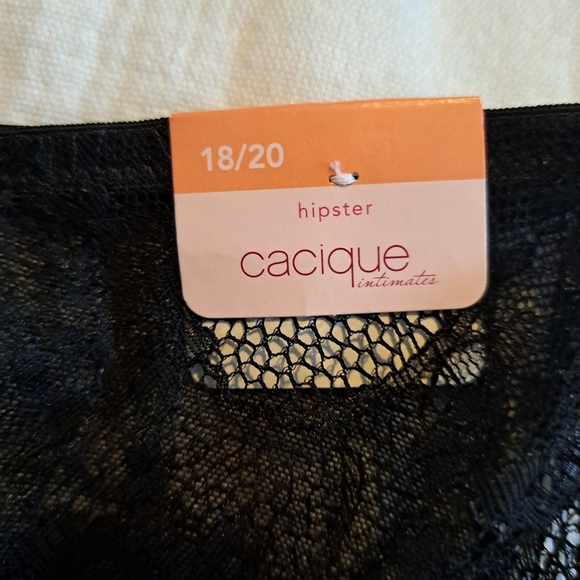 18/20
hipster
cacique
intimates